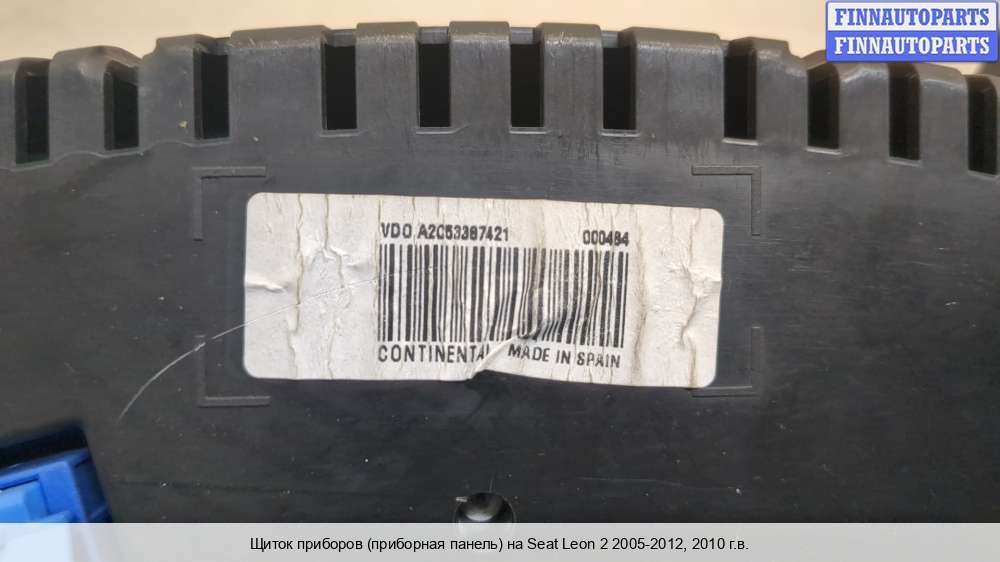 FINNAUTOPARTS
FINNAUTOPARTS
VDO A2C53387421 000484
CONTINENTAL MADE IN SPAIN
Щиток приборов (приборная панель) на Seat Leon 2 2005-2012, 2010 г.в.